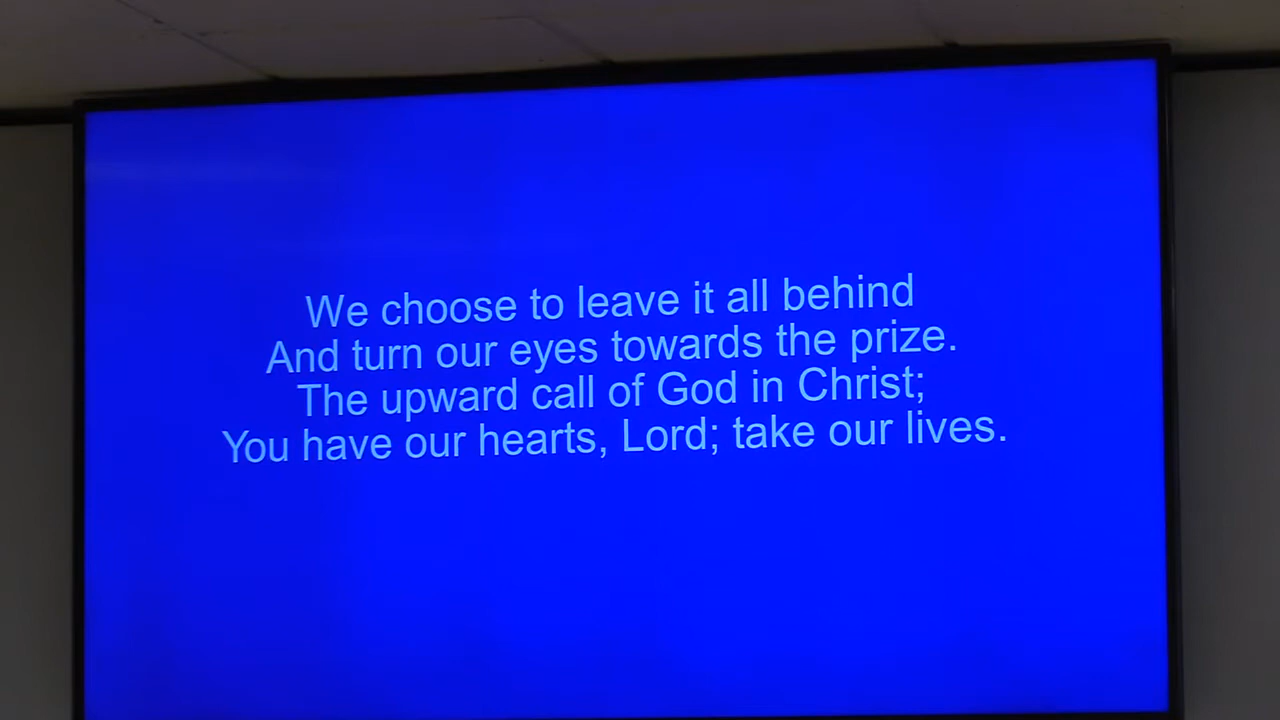 We choose to leave it all behind
And turn our eyes towards the prize.
The upward call of God in Christ;
You have our hearts, Lord; take our lives.